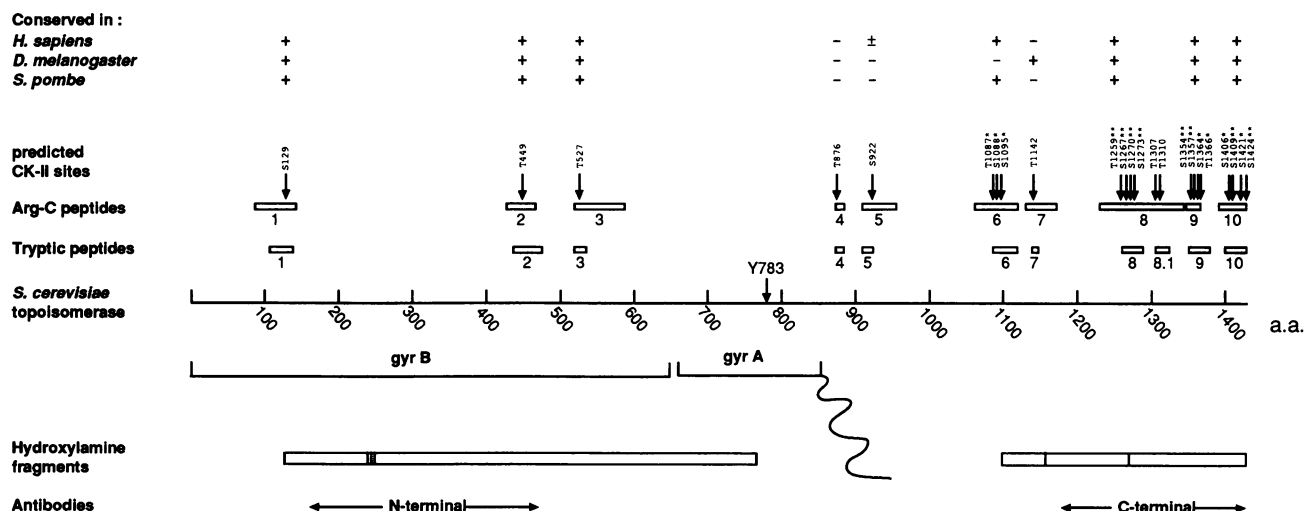 Conserved in :
H. sapiens + + + – ± + – + + +
D. melanogaster + + + – – – + + + +
S. pombe + + + – – + – + + +
predicted
CK-II sites
S129 T449 T527 T876 S922 T1087* S1088* S1095* T1142 T1259** S1267** S1270** S1273** T1307 T1310 S1354*** S1357** S1364* T1366* S1406* S1409** S1421* S1424**
Arg-C peptides
1 2 3 4 5 6 7 8 9 10
Tryptic peptides
1 2 3 4 5 6 7 8 8.1 9 10
Y783
S. cerevisiae
topoisomerase
100 200 300 400 500 600 700 800 900 1000 1100 1200 1300 1400 a.a.
gyr B gyr A
Hydroxylamine
fragments
Antibodies N-terminal C-terminal